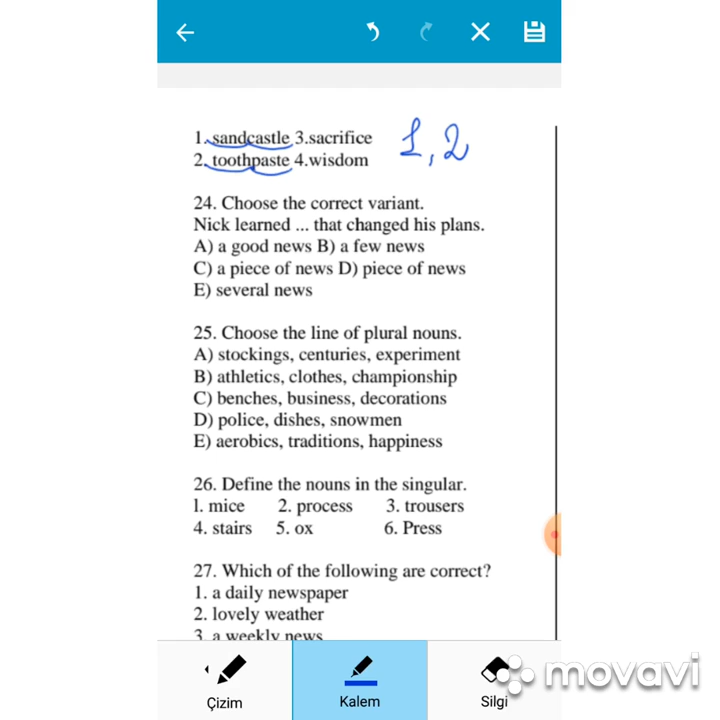 1. sandcastle 3.sacrifice
2. toothpaste 4.wisdom
1,2
24. Choose the correct variant.
Nick learned ... that changed his plans.
A) a good news B) a few news
C) a piece of news D) piece of news
E) several news
25. Choose the line of plural nouns.
A) stockings, centuries, experiment
B) athletics, clothes, championship
C) benches, business, decorations
D) police, dishes, snowmen
E) aerobics, traditions, happiness
26. Define the nouns in the singular.
1. mice 2. process 3. trousers
4. stairs 5. ox 6. Press
27. Which of the following are correct?
1. a daily newspaper
2. lovely weather
3. a weekly news
Çizim Kalem Silgi
movavi